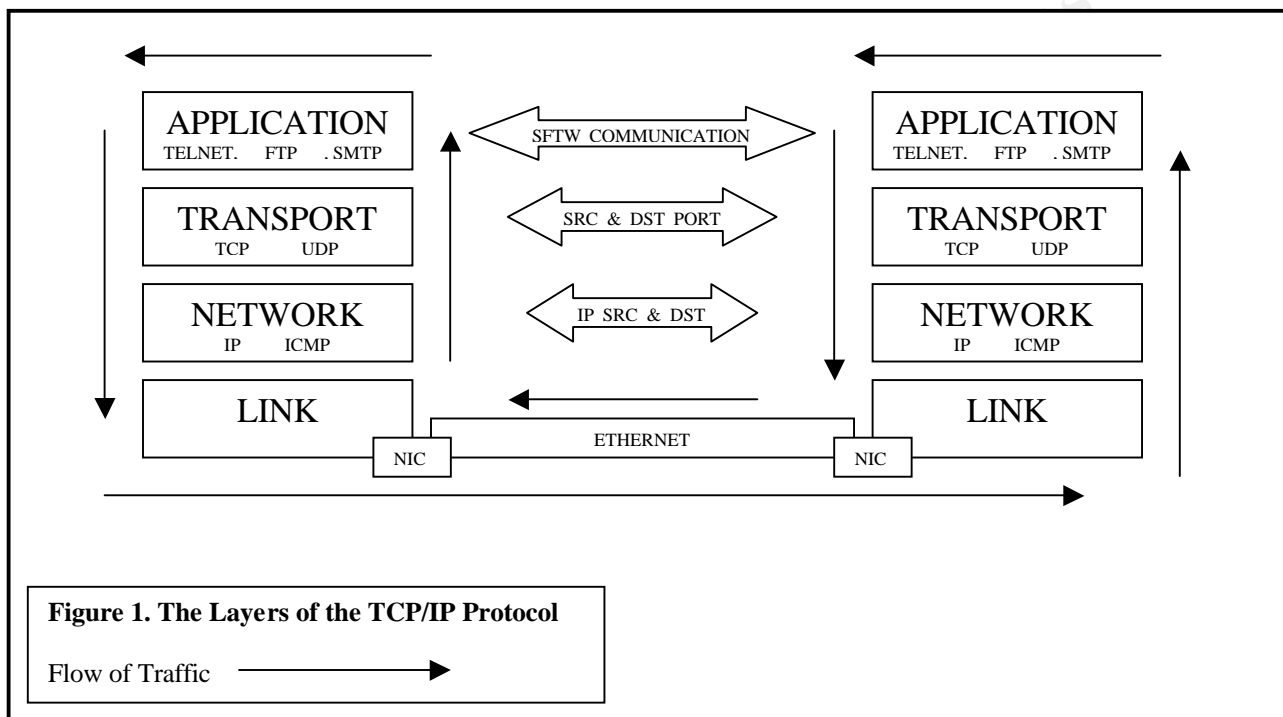 APPLICATION
TELNET. FTP . SMTP
TRANSPORT
TCP UDP
NETWORK
IP ICMP
LINK
NIC
SFTW COMMUNICATION
SRC & DST PORT
IP SRC & DST
ETHERNET
APPLICATION
TELNET. FTP . SMTP
TRANSPORT
TCP UDP
NETWORK
IP ICMP
LINK
NIC
Figure 1. The Layers of the TCP/IP Protocol
Flow of Traffic